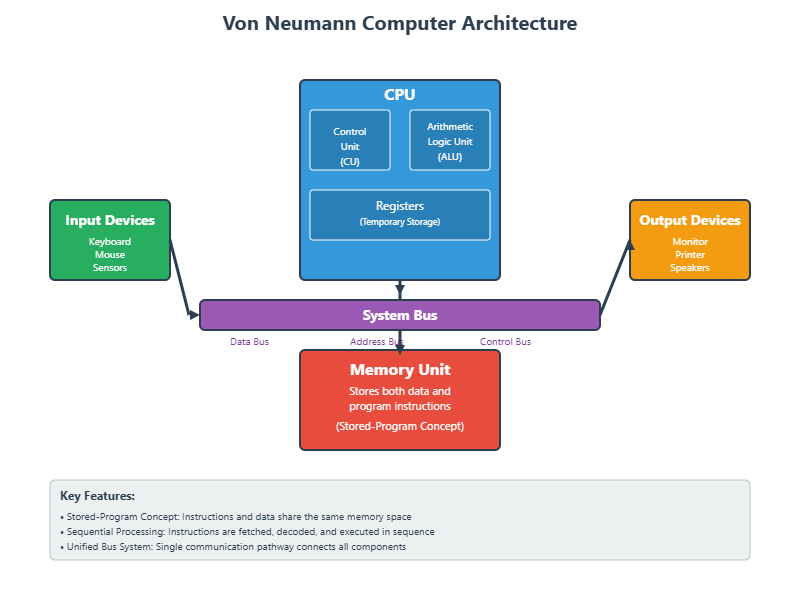 Von Neumann Computer Architecture
CPU
Control
Unit
(CU)
Arithmetic
Logic Unit
(ALU)
Registers
(Temporary Storage)
Input Devices
Keyboard
Mouse
Sensors
Output Devices
Monitor
Printer
Speakers
System Bus
Data Bus
Address Bus
Control Bus
Memory Unit
Stores both data and
program instructions
(Stored-Program Concept)
Key Features:
• Stored-Program Concept: Instructions and data share the same memory space
• Sequential Processing: Instructions are fetched, decoded, and executed in sequence
• Unified Bus System: Single communication pathway connects all components